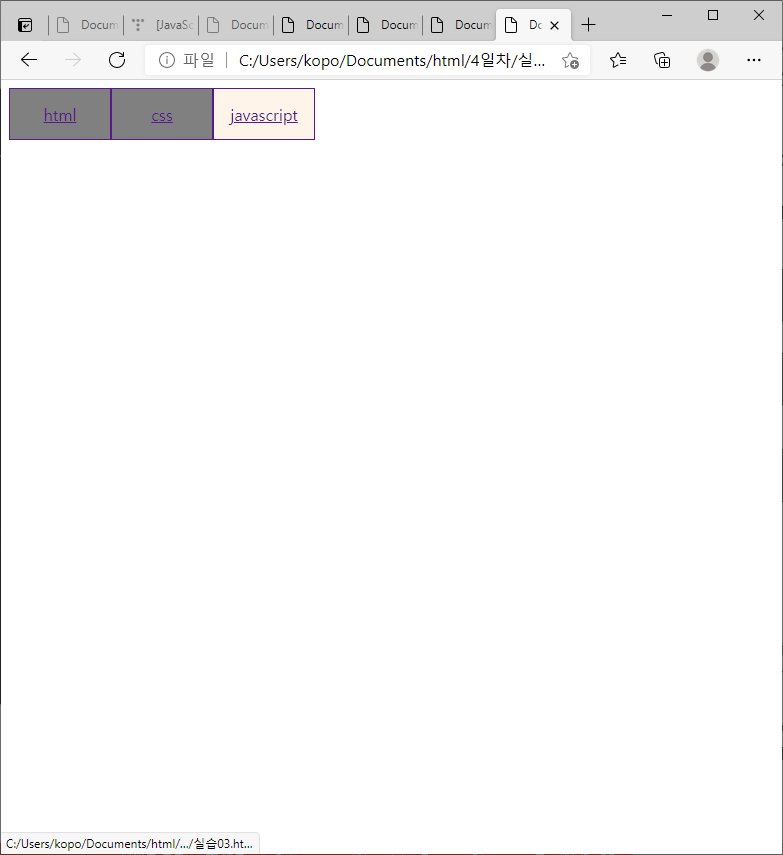 Docum [JavaSc Docum Docum Docum Docum Dc
파일 C:/Users/kopo/Documents/html/4일차/실...
html css javascript
C:/Users/kopo/Documents/html/.../실습03.ht...